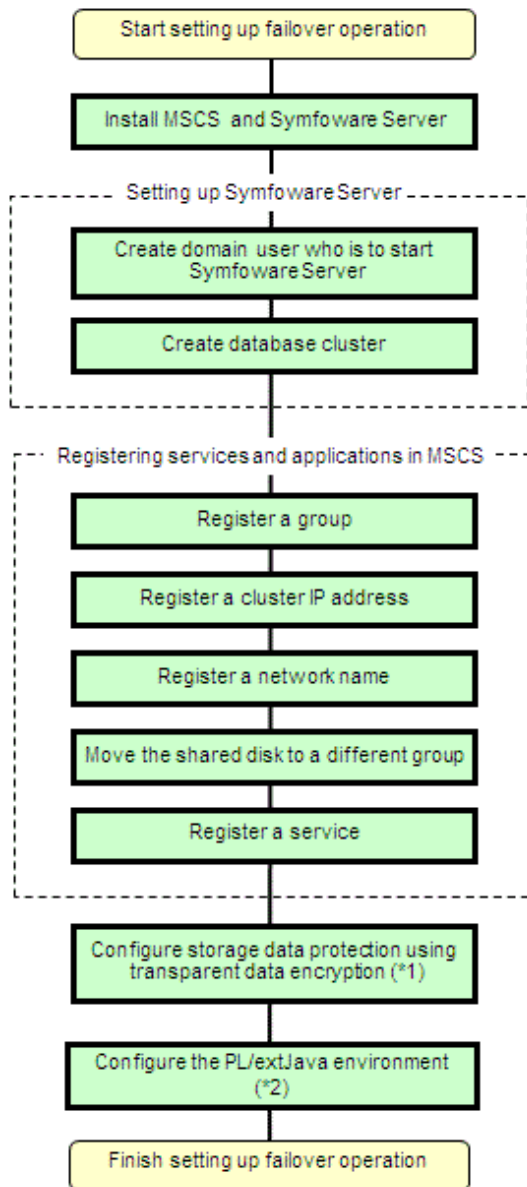 Start setting up failover operation
Install MSCS and Symfoware Server
Setting up Symfoware Server
Create domain user who is to start
Symfoware Server
Create database cluster
Registering services and applications in MSCS
Register a group
Register a cluster IP address
Register a network name
Move the shared disk to a different group
Register a service
Configure storage data protection using
transparent data encryption (*1)
Configure the PL/extJava environment
(*2)
Finish setting up failover operation